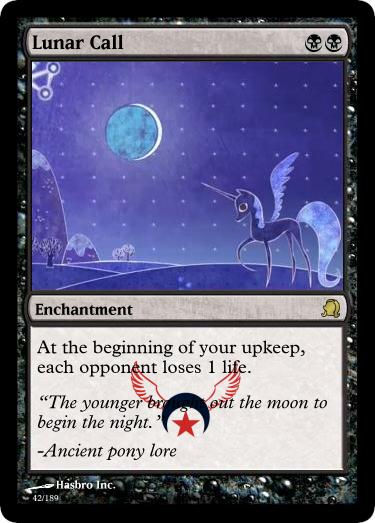 Lunar Call
Enchantment
At the beginning of your upkeep,
each opponent loses 1 life.
“The younger brought out the moon to
begin the night.”
-Ancient pony lore
Hasbro Inc.
42/189